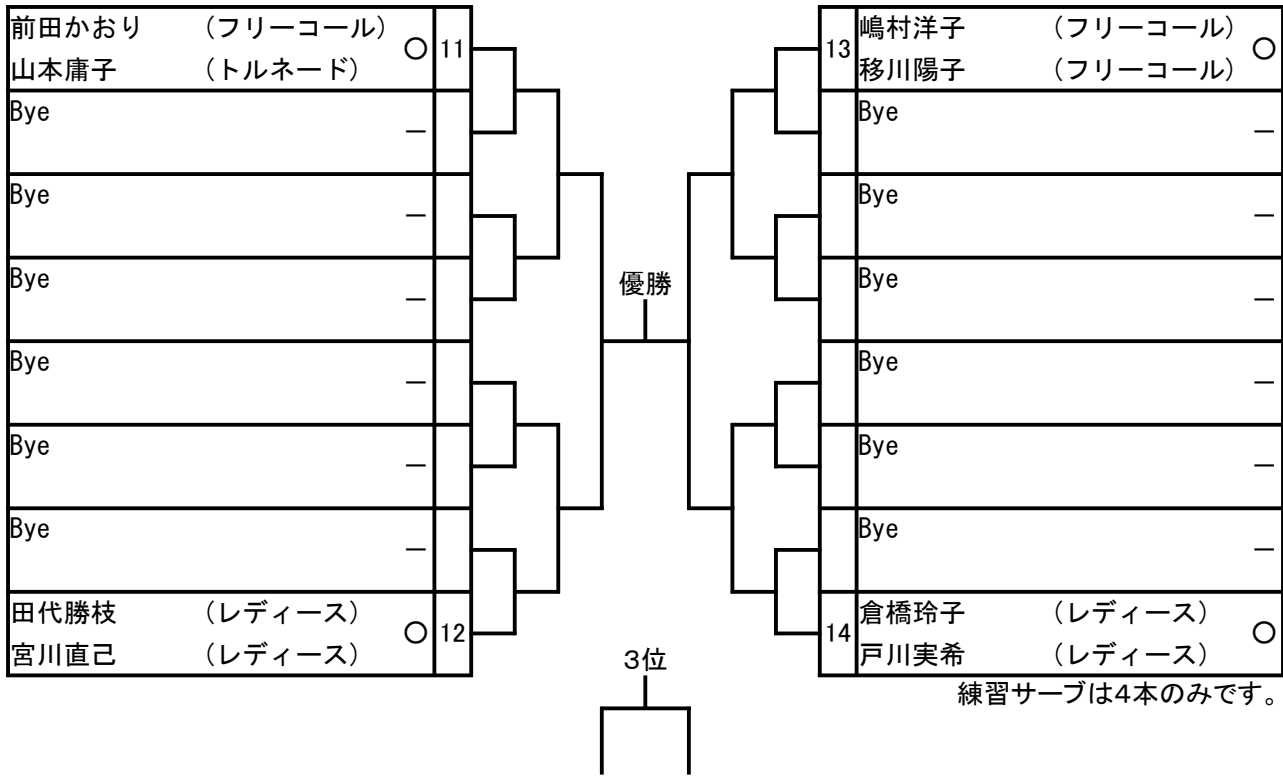 前田かおり (フリーコール)
山本庸子 (トルネード)
○ 11
Bye
—
Bye
—
Bye
—
Bye
—
Bye
—
Bye
—
田代勝枝 (レディース)
宮川直己 (レディース)
○ 12
優勝
3位
13
嶋村洋子 (フリーコール)
移川陽子 (フリーコール)
○
Bye
—
Bye
—
Bye
—
Bye
—
Bye
—
Bye
—
14
倉橋玲子 (レディース)
戸川実希 (レディース)
○
練習サーブは4本のみです。